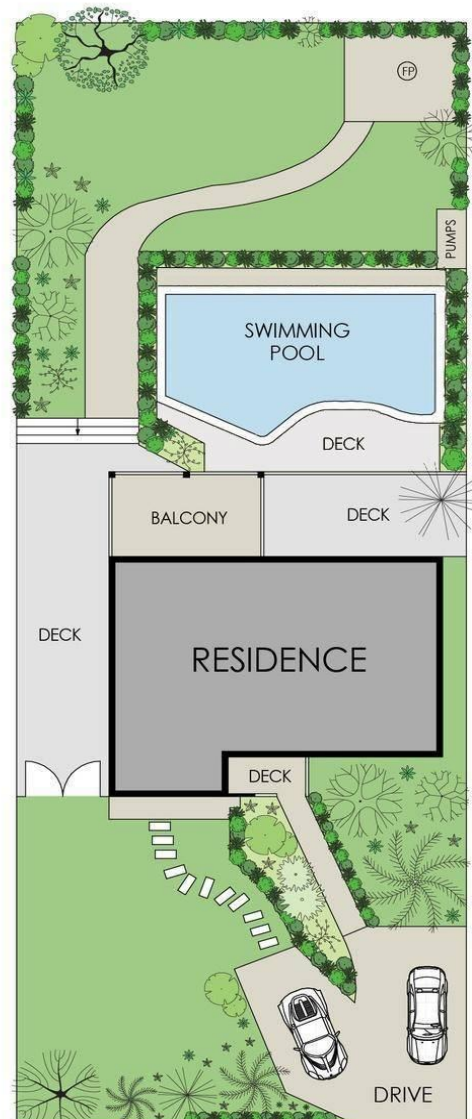 FP
PUMPS
SWIMMING
POOL
DECK
BALCONY
DECK
DECK
RESIDENCE
DECK
DRIVE